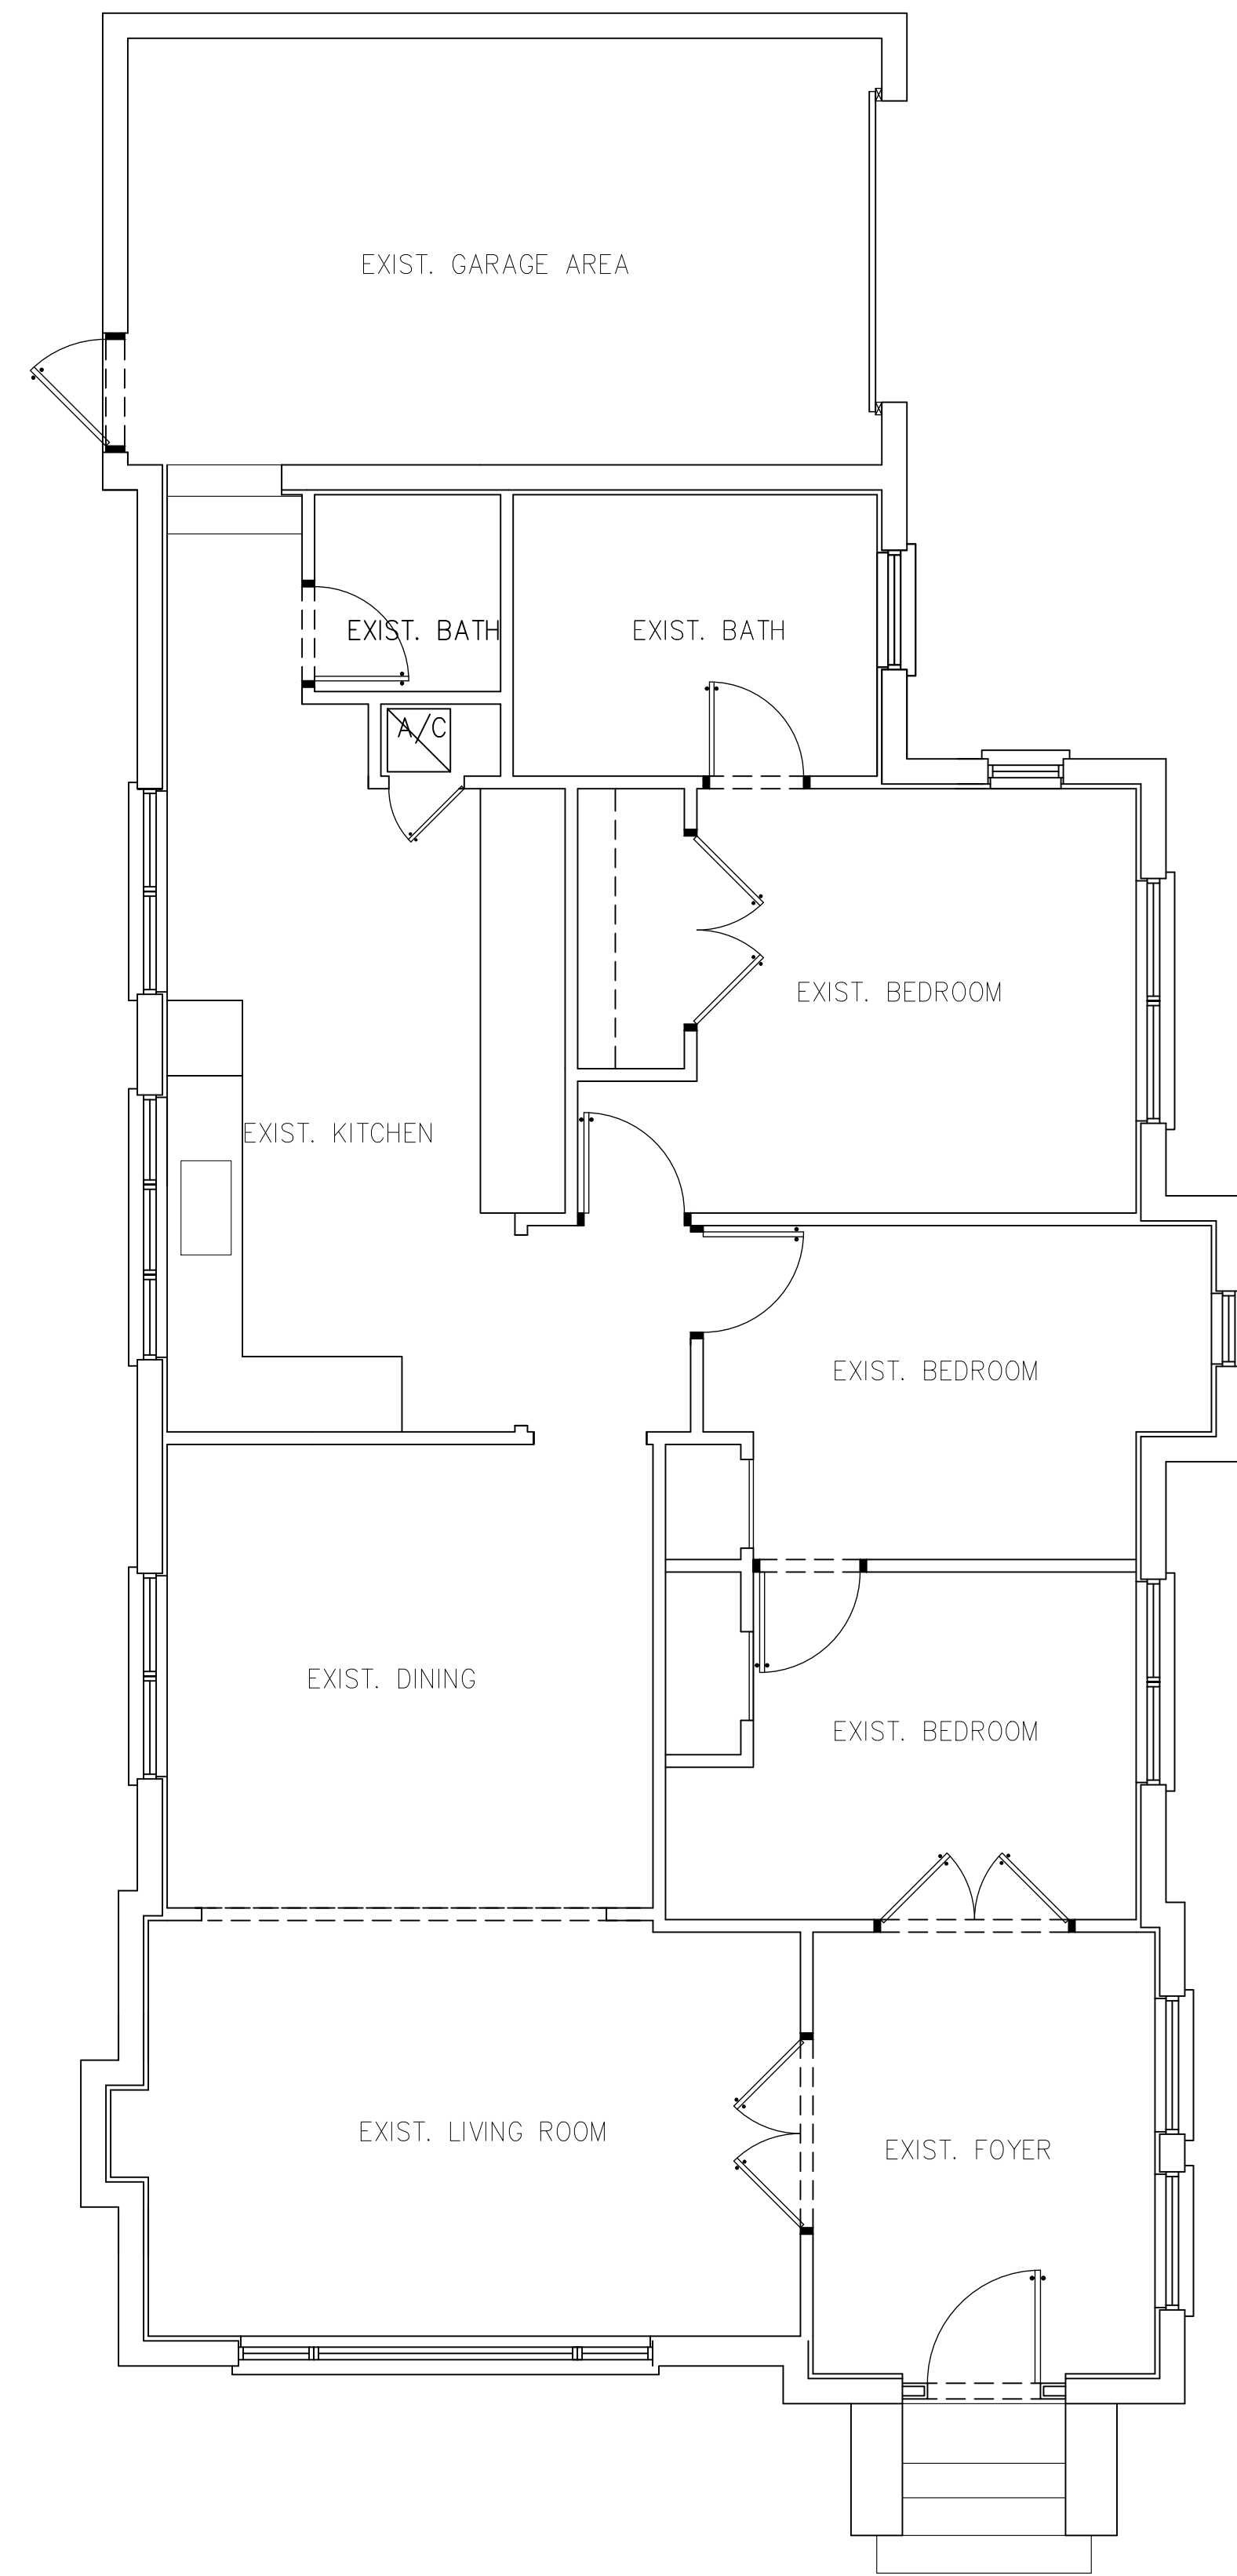 EXIST. GARAGE AREA
EXIST. BATH
EXIST. BATH
A/C
EXIST. BEDROOM
EXIST. KITCHEN
EXIST. BEDROOM
EXIST. DINING
EXIST. BEDROOM
EXIST. LIVING ROOM
EXIST. FOYER